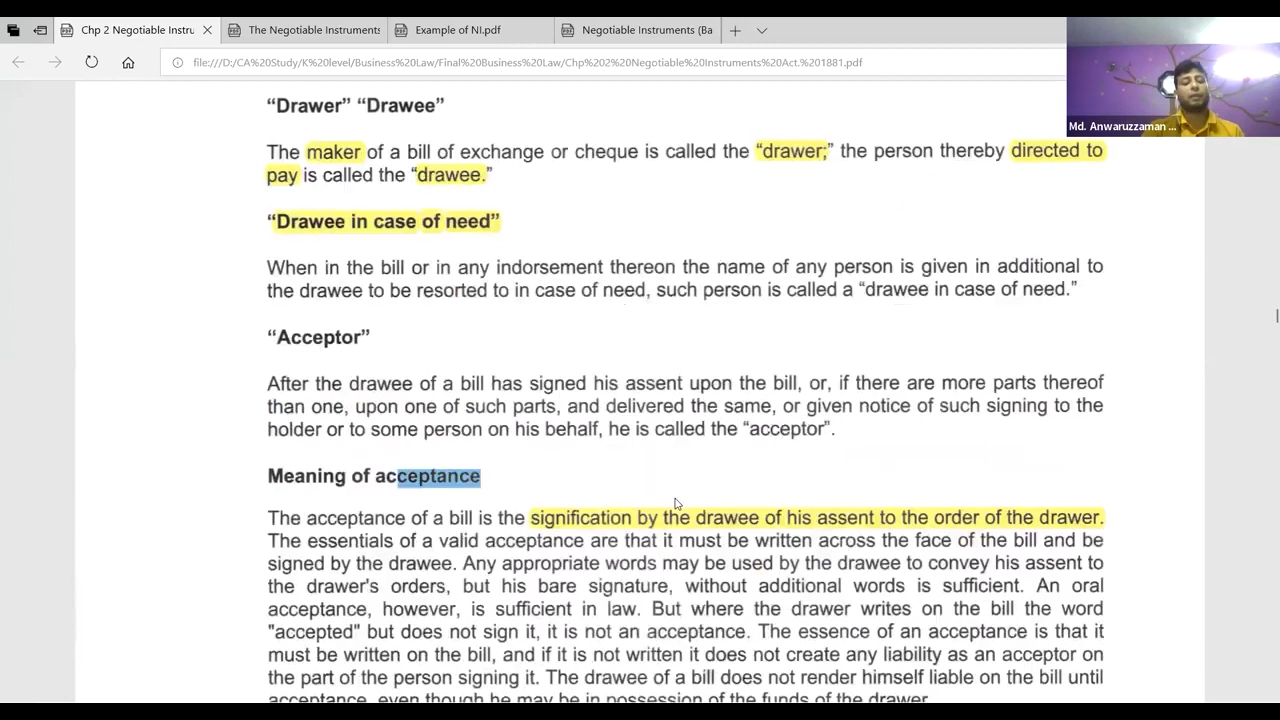 Chp 2 Negotiable Instru
The Negotiable Instruments
Example of NI.pdf
Negotiable Instruments (Ba
file:///D:/CA%20Study/K%20level/Business%20Law/Final%20Business%20Law/Chp%202%20Negotiable%20Instruments%20Act.%201881.pdf
Md. Anwaruzzaman ...
“Drawer” “Drawee”
The maker of a bill of exchange or cheque is called the “drawer;” the person thereby directed to
pay is called the “drawee.”
“Drawee in case of need”
When in the bill or in any indorsement thereon the name of any person is given in additional to
the drawee to be resorted to in case of need, such person is called a “drawee in case of need.”
“Acceptor”
After the drawee of a bill has signed his assent upon the bill, or, if there are more parts thereof
than one, upon one of such parts, and delivered the same, or given notice of such signing to the
holder or to some person on his behalf, he is called the “acceptor”.
Meaning of acceptance
The acceptance of a bill is the signification by the drawee of his assent to the order of the drawer.
The essentials of a valid acceptance are that it must be written across the face of the bill and be
signed by the drawee. Any appropriate words may be used by the drawee to convey his assent to
the drawer's orders, but his bare signature, without additional words is sufficient. An oral
acceptance, however, is sufficient in law. But where the drawer writes on the bill the word
"accepted" but does not sign it, it is not an acceptance. The essence of an acceptance is that it
must be written on the bill, and if it is not written it does not create any liability as an acceptor on
the part of the person signing it. The drawee of a bill does not render himself liable on the bill until
acceptance, even though he may be in possession of the funds of the drawer.